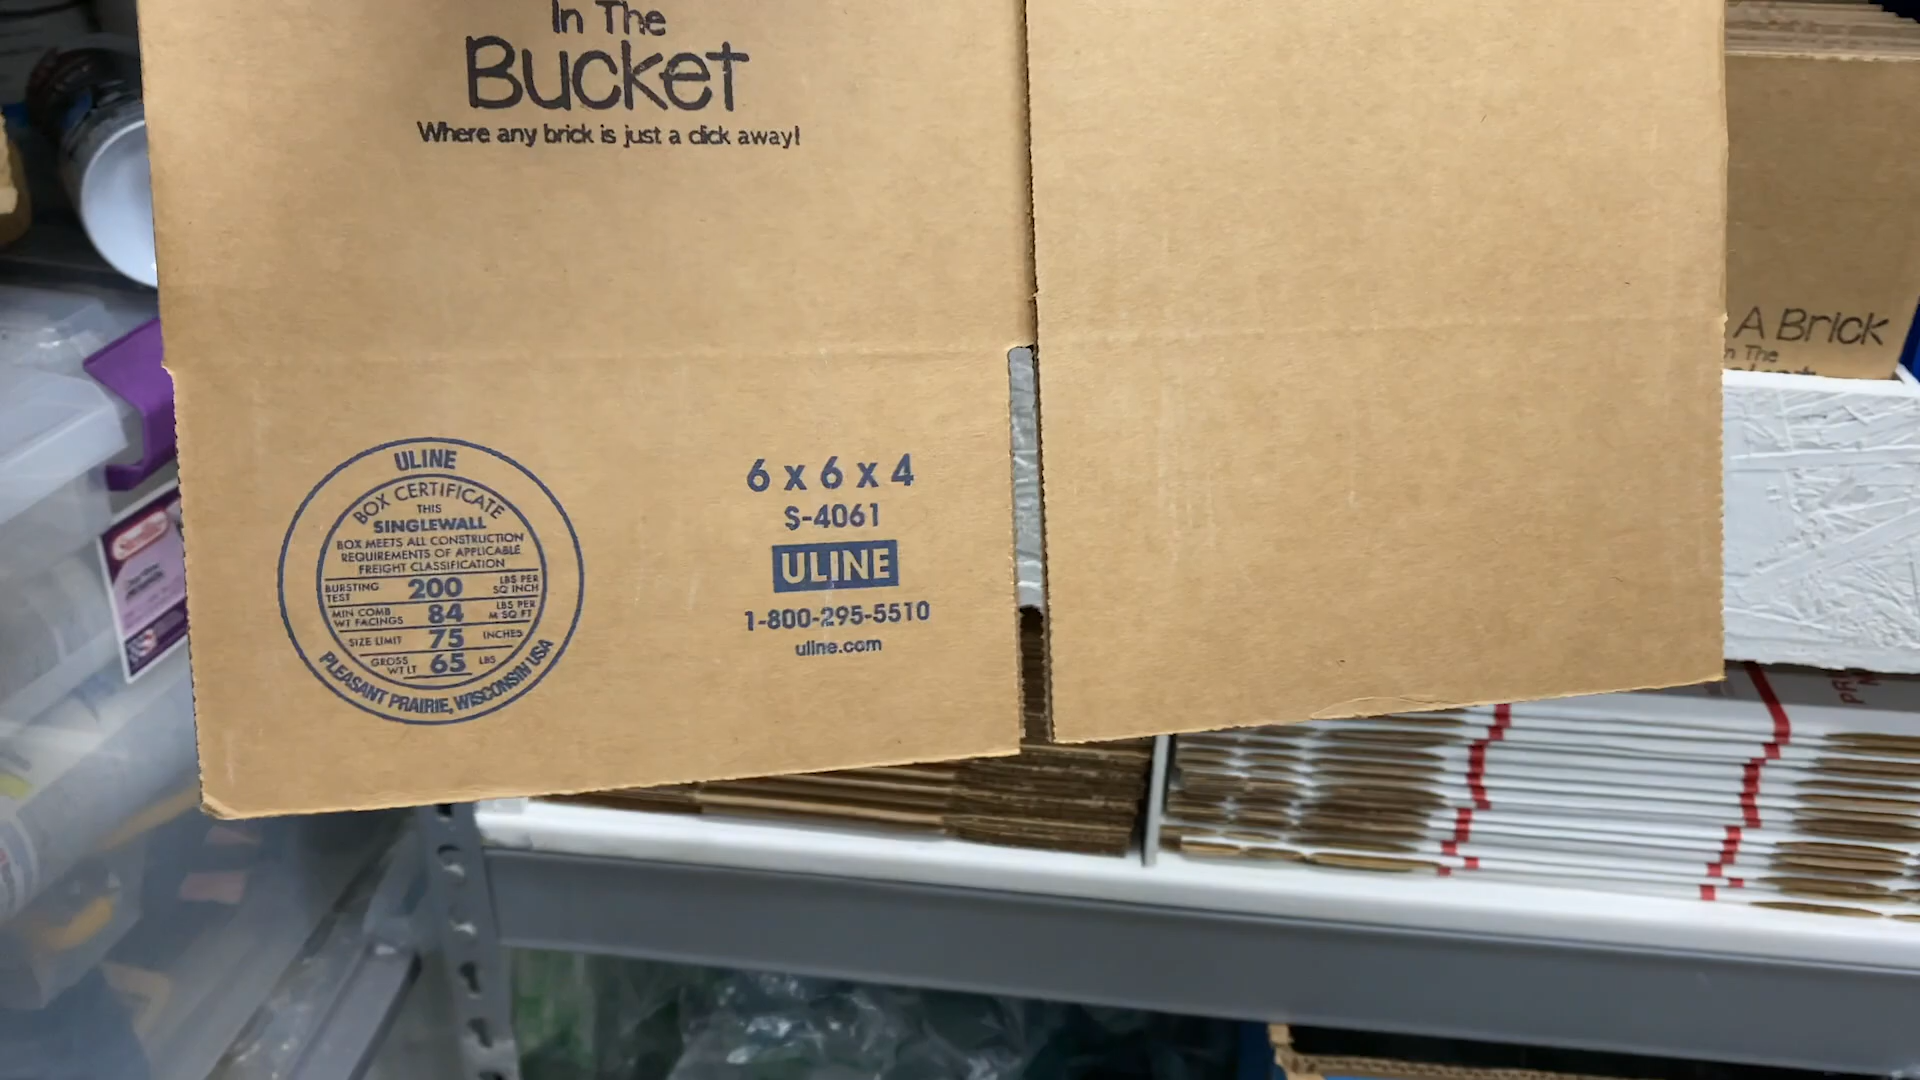 In The
Bucket
Where any brick is just a click away!
ULINE
BOX CERTIFICATE
THIS
SINGLEWALL
BOX MEETS ALL CONSTRUCTION
REQUIREMENTS OF APPLICABLE
FREIGHT CLASSIFICATION
BURSTING TEST 200 LBS PER SQ INCH
MIN COMB WT FACINGS 84 LBS PER M SQ FT
SIZE LIMIT 75 INCHES
GROSS WT LT 65 LBS
PLEASANT PRAIRIE, WISCONSIN USA
6 x 6 x 4
S-4061
ULINE
1-800-295-5510
uline.com
A Brick
The